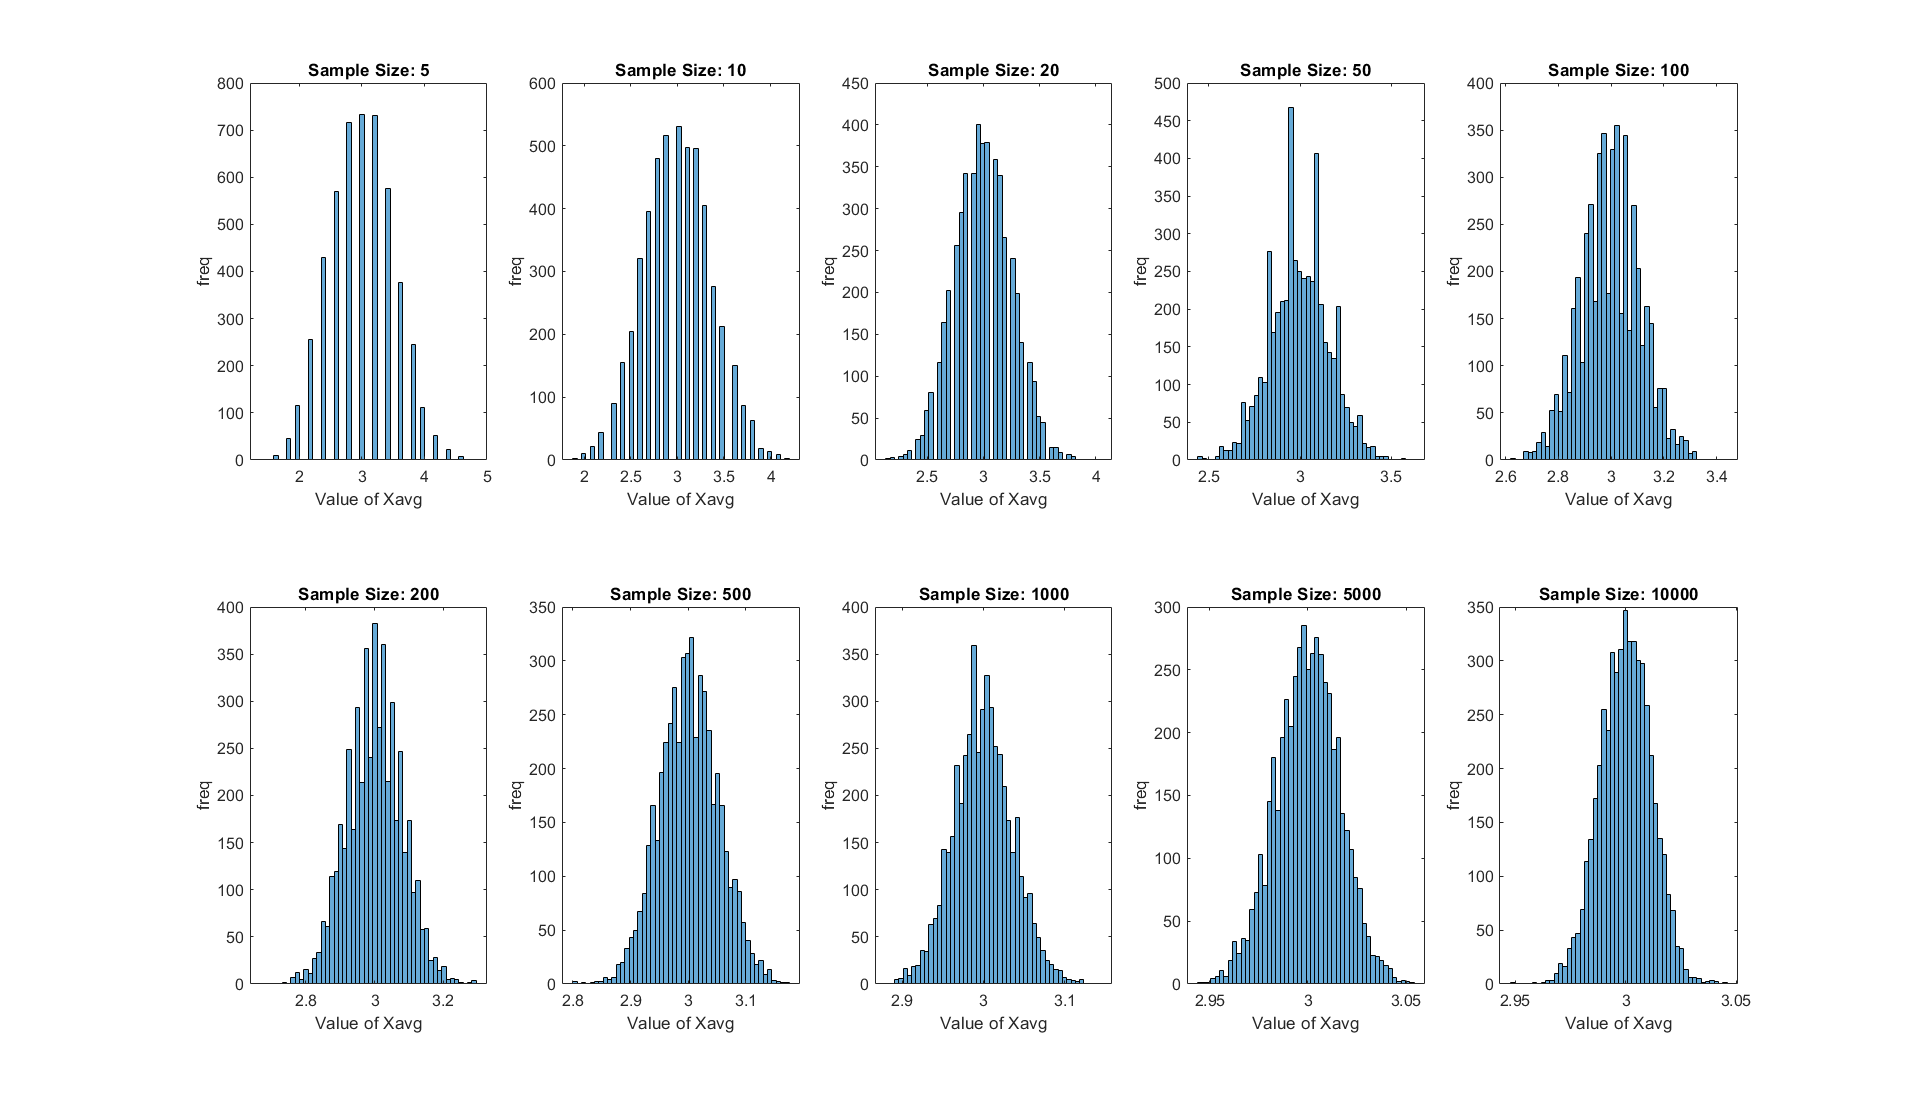 Sample Size: 5
800
700
600
500
400
300
200
100
0
freq
2 3 4 5
Value of Xavg
Sample Size: 10
600
500
400
300
200
100
0
freq
2 2.5 3 3.5 4
Value of Xavg
Sample Size: 20
450
400
350
300
250
200
150
100
50
0
freq
2.5 3 3.5 4
Value of Xavg
Sample Size: 50
500
450
400
350
300
250
200
150
100
50
0
freq
2.5 3 3.5
Value of Xavg
Sample Size: 100
400
350
300
250
200
150
100
50
0
freq
2.6 2.8 3 3.2 3.4
Value of Xavg
Sample Size: 200
400
350
300
250
200
150
100
50
0
freq
2.8 3 3.2
Value of Xavg
Sample Size: 500
350
300
250
200
150
100
50
0
freq
2.8 2.9 3 3.1
Value of Xavg
Sample Size: 1000
400
350
300
250
200
150
100
50
0
freq
2.9 3 3.1
Value of Xavg
Sample Size: 5000
300
250
200
150
100
50
0
freq
2.95 3 3.05
Value of Xavg
Sample Size: 10000
350
300
250
200
150
100
50
0
freq
2.95 3 3.05
Value of Xavg